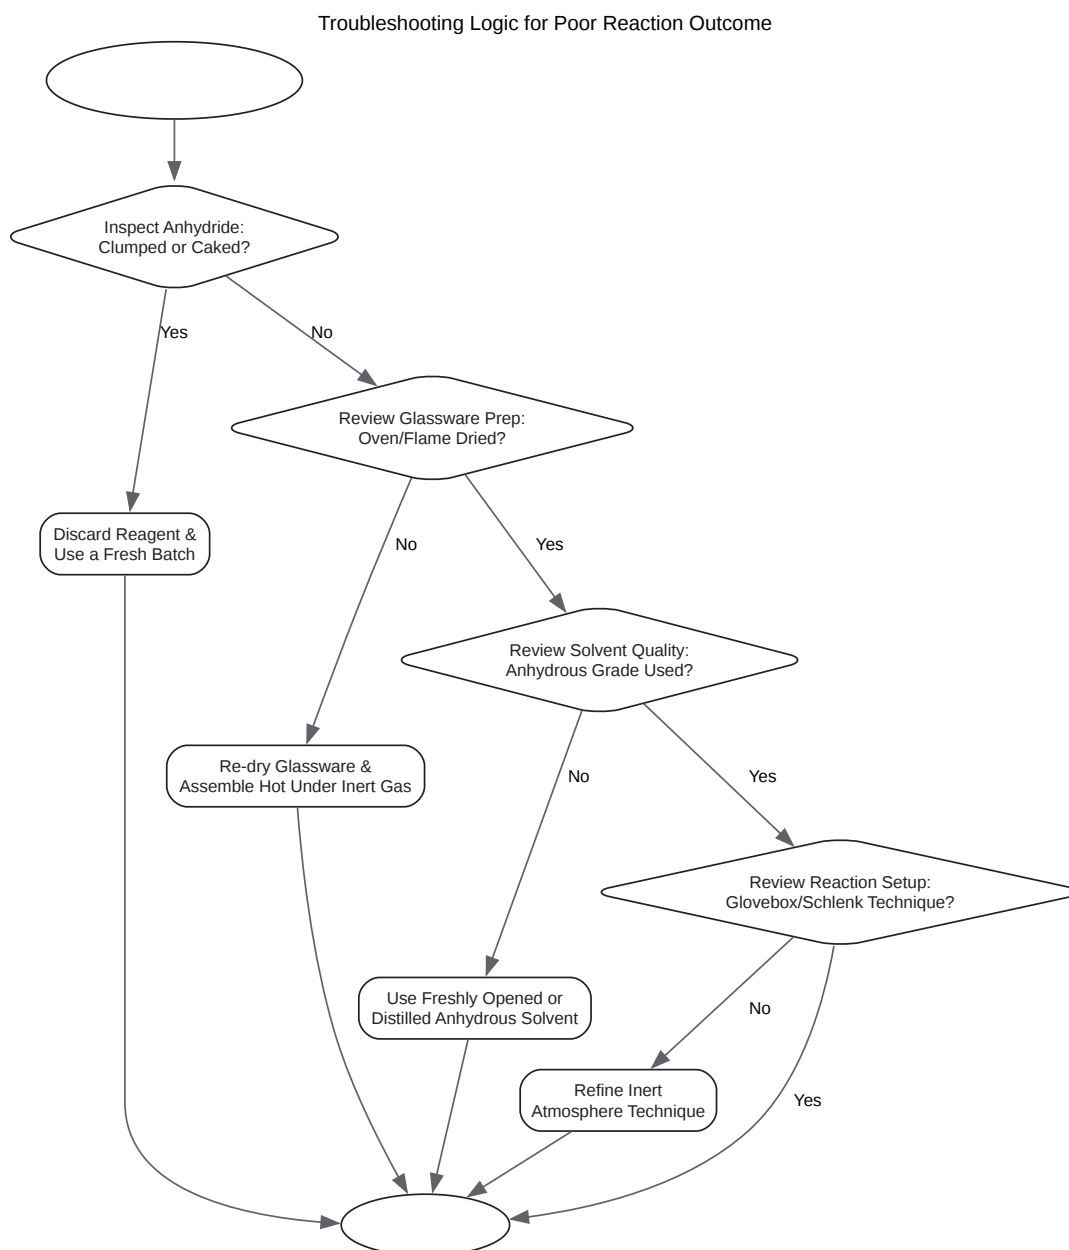 Troubleshooting Logic for Poor Reaction Outcome
Inspect Anhydride:
Clumped or Caked?
Yes
No
Review Glassware Prep:
Oven/Flame Dried?
Discard Reagent &
Use a Fresh Batch
No
Yes
Review Solvent Quality:
Anhydrous Grade Used?
Re-dry Glassware &
Assemble Hot Under Inert Gas
No
Yes
Review Reaction Setup:
Glovebox/Schlenk Technique?
Use Freshly Opened or
Distilled Anhydrous Solvent
No
Refine Inert
Atmosphere Technique
Yes